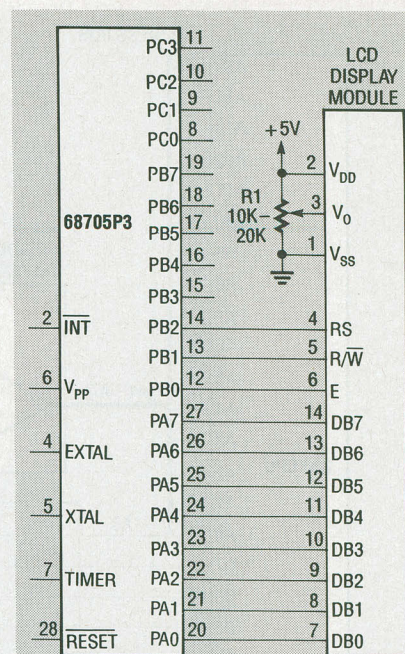 PC3 11
LCD
DISPLAY
MODULE
PC2 10
PC1 9
PC0 8
+5V
PB7 19
2 VDD
PB6 18
R1
10K–
20K
3 VO
68705P3
PB5 17
PB4 16
1 VSS
PB3 15
2 INT
PB2 14
4 RS
PB1 13
5 R/W
6 VPP
PB0 12
6 E
PA7 27
14 DB7
4 EXTAL
PA6 26
13 DB6
PA5 25
12 DB5
5 XTAL
PA4 24
11 DB4
PA3 23
10 DB3
7 TIMER
PA2 22
9 DB2
PA1 21
8 DB1
28 RESET
PA0 20
7 DB0